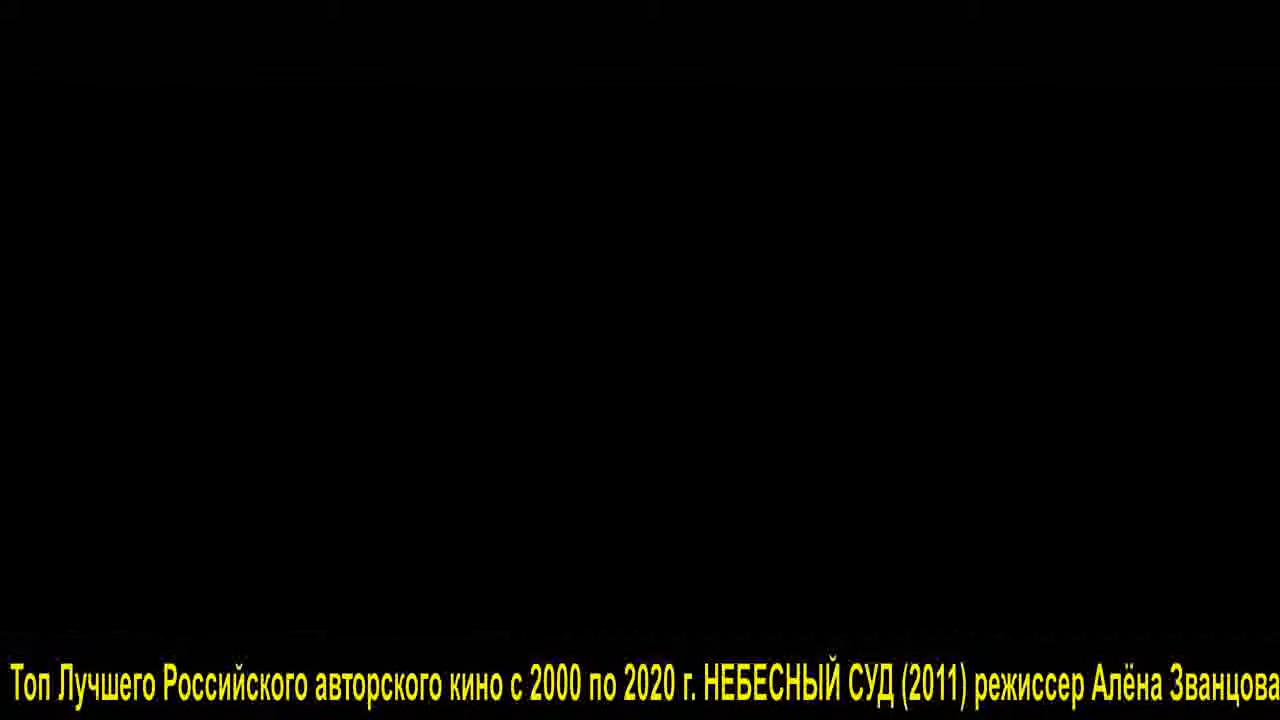 Топ Лучшего Российского авторского кино с 2000 по 2020 г. НЕБЕСНЫЙ СУД (2011) режиссер Алёна Званцова